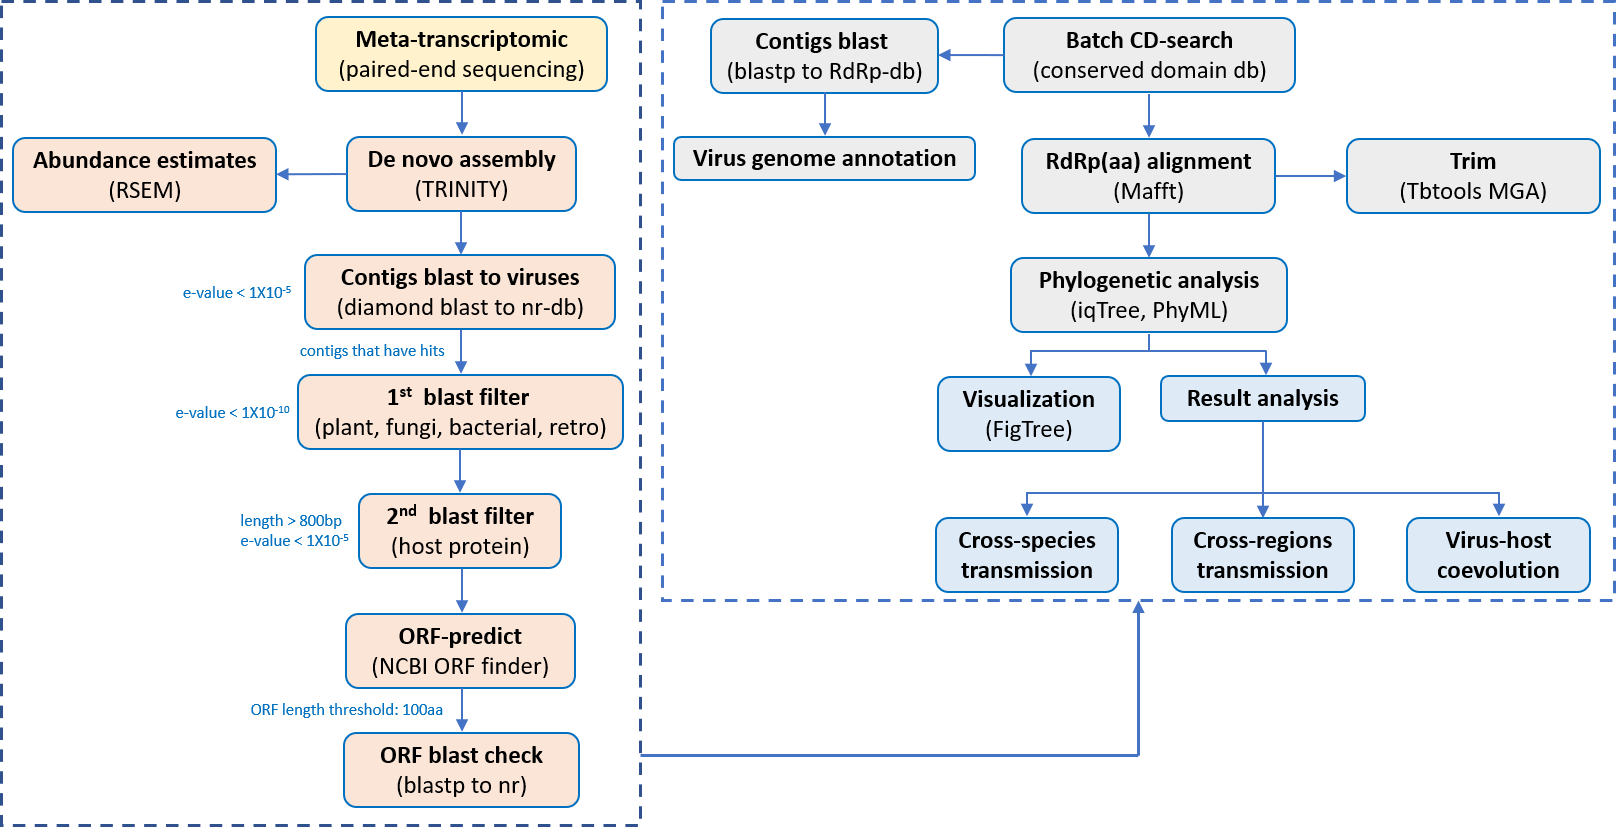 Meta-transcriptomic
(paired-end sequencing)
Abundance estimates
(RSEM)
De novo assembly
(TRINITY)
e-value < 1X10-5
Contigs blast to viruses
(diamond blast to nr-db)
contigs that have hits
e-value < 1X10-10
1st blast filter
(plant, fungi, bacterial, retro)
length > 800bp
e-value < 1X10-5
2nd blast filter
(host protein)
ORF-predict
(NCBI ORF finder)
ORF length threshold: 100aa
ORF blast check
(blastp to nr)
Contigs blast
(blastp to RdRp-db)
Batch CD-search
(conserved domain db)
Virus genome annotation
RdRp(aa) alignment
(Mafft)
Trim
(Tbtools MGA)
Phylogenetic analysis
(iqTree, PhyML)
Visualization
(FigTree)
Result analysis
Cross-species
transmission
Cross-regions
transmission
Virus-host
coevolution